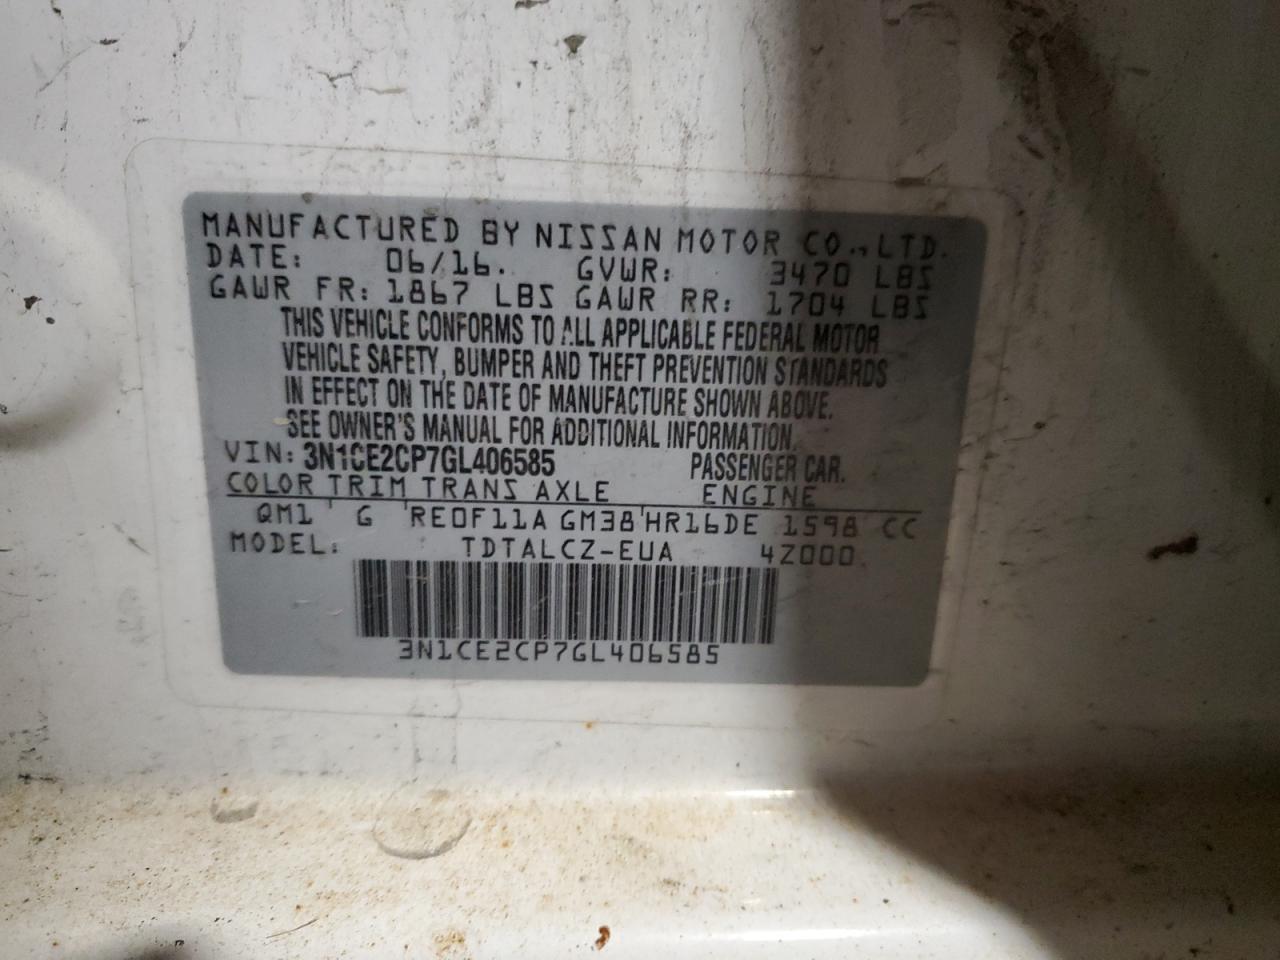 MANUFACTURED BY NISSAN MOTOR CO., LTD.
DATE: 06/16. GVWR: 3470 LBS
GAWR FR: 1867 LBS GAWR RR: 1704 LBS
THIS VEHICLE CONFORMS TO ALL APPLICABLE FEDERAL MOTOR
VEHICLE SAFETY, BUMPER AND THEFT PREVENTION STANDARDS
IN EFFECT ON THE DATE OF MANUFACTURE SHOWN ABOVE.
SEE OWNER'S MANUAL FOR ADDITIONAL INFORMATION.
VIN: 3N1CE2CP7GL406585 PASSENGER CAR.
COLOR TRIM TRANS AXLE ENGINE
QM1 G RE0F11A GM38 HR16DE 1598 CC
MODEL: TDTALCZ-EUA 4Z000
3N1CE2CP7GL406585